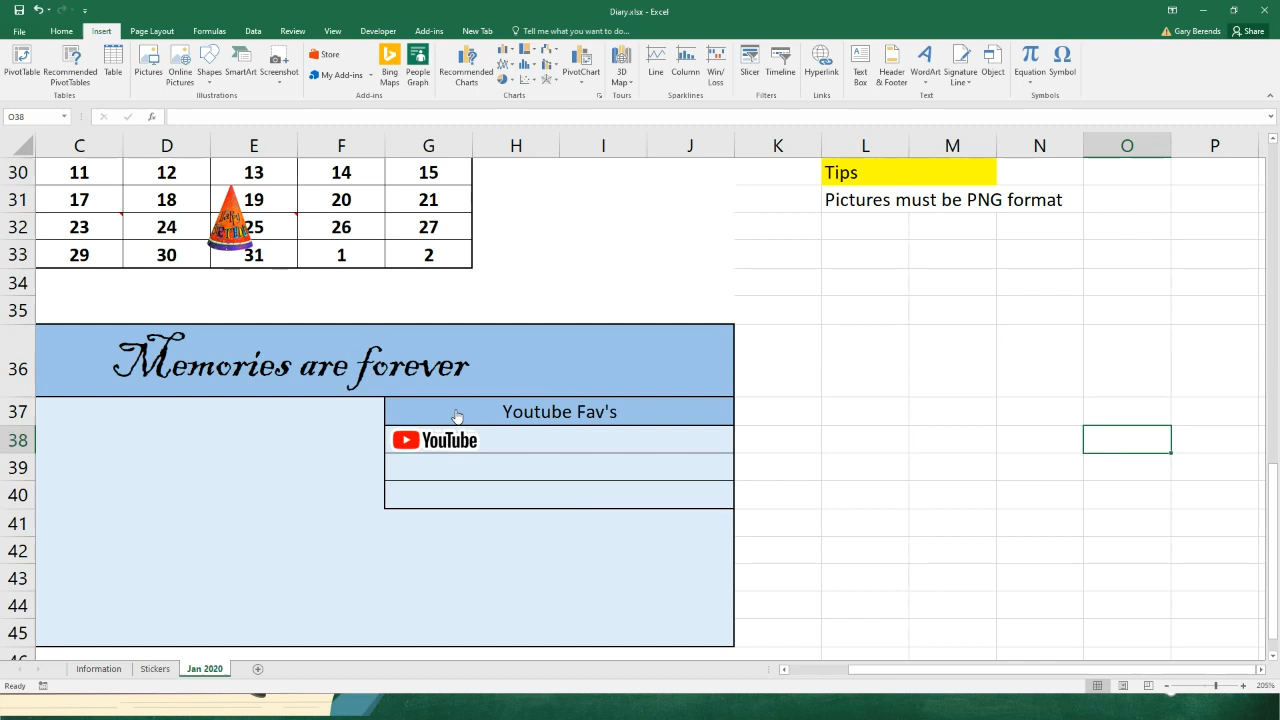 Diary.xlsx - Excel
File Home Insert Page Layout Formulas Data Review View Developer Add-ins New Tab Tell me what you want to do... Gary Berends Share
PivotTable Recommended PivotTables Table Pictures Online Pictures Shapes SmartArt Screenshot Store My Add-ins Bing Maps People Graph Recommended Charts PivotChart 3D Map Line Column Win/Loss Slicer Timeline Hyperlink Text Box Header & Footer WordArt Signature Line Object Equation Symbol
Tables Illustrations Add-ins Charts Tours Sparklines Filters Links Text Symbols
O38 fx
C D E F G H I J K L M N O P
30 11 12 13 14 15 Tips
31 17 18 19 20 21 Pictures must be PNG format
32 23 24 25 26 27
33 29 30 31 1 2
34
35
36 Memories are forever
37 Youtube Fav's
38 YouTube
39
40
41
42
43
44
45
Information Stickers Jan 2020
Ready 205%